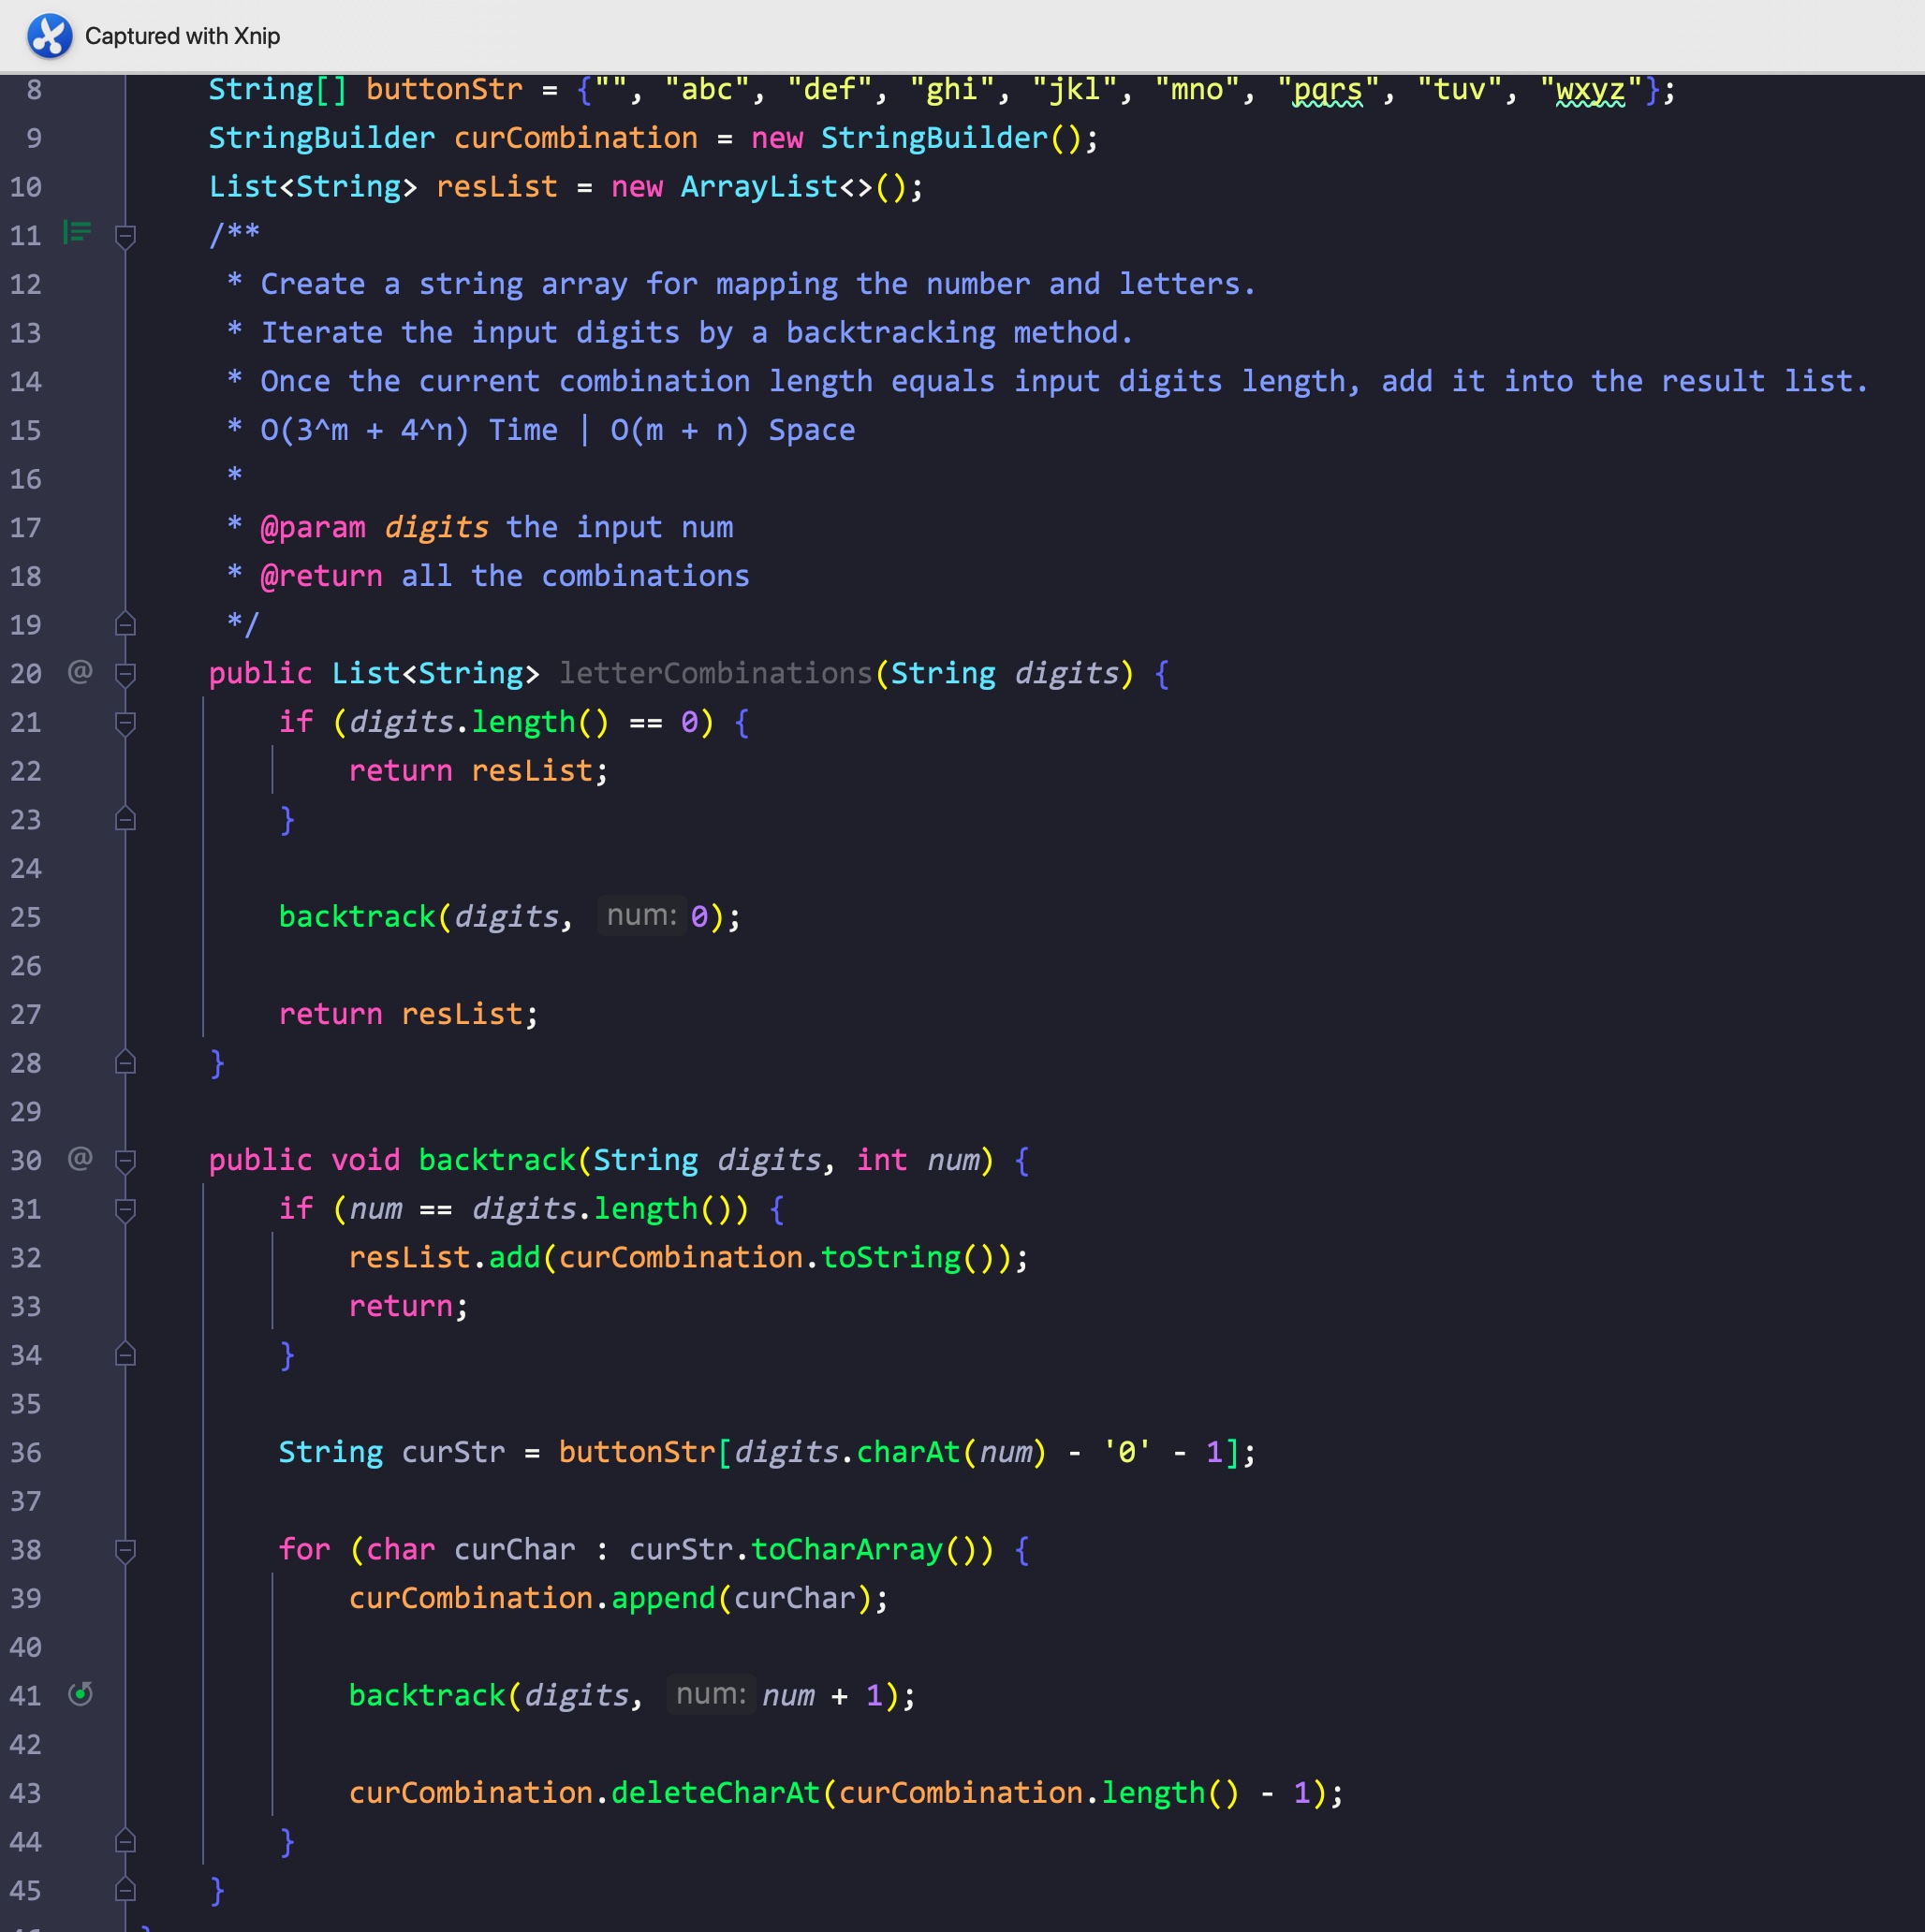 Captured with Xnip
8 String[] buttonStr = {"", "abc", "def", "ghi", "jkl", "mno", "pqrs", "tuv", "wxyz"};
9 StringBuilder curCombination = new StringBuilder();
10 List<String> resList = new ArrayList<>();
11 /**
12 * Create a string array for mapping the number and letters.
13 * Iterate the input digits by a backtracking method.
14 * Once the current combination length equals input digits length, add it into the result list.
15 * O(3^m + 4^n) Time | O(m + n) Space
16 *
17 * @param digits the input num
18 * @return all the combinations
19 */
20 @ public List<String> letterCombinations(String digits) {
21 if (digits.length() == 0) {
22 return resList;
23 }
24
25 backtrack(digits, num: 0);
26
27 return resList;
28 }
29
30 @ public void backtrack(String digits, int num) {
31 if (num == digits.length()) {
32 resList.add(curCombination.toString());
33 return;
34 }
35
36 String curStr = buttonStr[digits.charAt(num) - '0' - 1];
37
38 for (char curChar : curStr.toCharArray()) {
39 curCombination.append(curChar);
40
41 backtrack(digits, num: num + 1);
42
43 curCombination.deleteCharAt(curCombination.length() - 1);
44 }
45 }